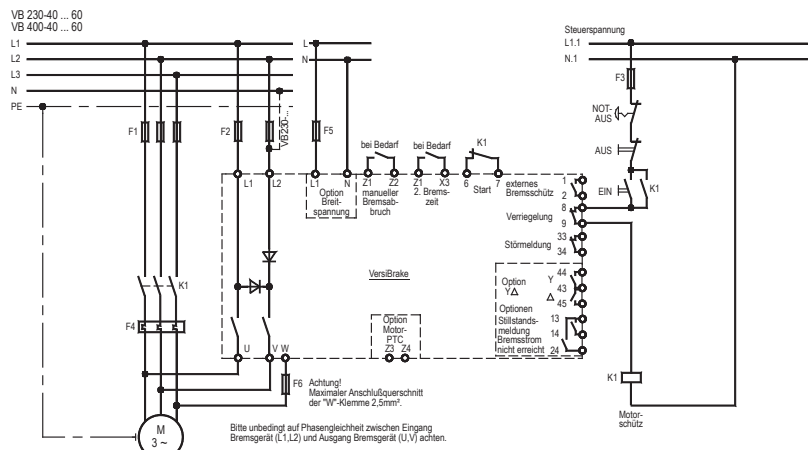 VB 230-40 ... 60
VB 400-40 ... 60
L1
L2
L3
N
PE
L
N
Steuerspannung
L1.1
N.1
F1
F2
VB230-...
F5
F3
NOT-
AUS
AUS
EIN
K1
bei Bedarf
bei Bedarf
K1
L1
L2
L1
N
Z1
Z2
Z1
X3
6
7
Option
Breit-
spannung
manueller
Bremsab-
bruch
2. Brems-
zeit
Start
externes
Bremsschütz
1
2
8
Verriegelung
9
33
Störmeldung
34
VersiBrake
Option
Y△
Y
△
44
43
45
Optionen
Stillstands-
meldung
Bremsstrom
nicht erreicht
13
14
24
K1
F4
Option
Motor-
PTC
Z3
Z4
U
V
W
F6
Achtung!
Maximaler Anschlußquerschnitt
der "W"-Klemme 2,5mm².
K1
Motor-
schütz
M
3 ~
Bitte unbedingt auf Phasengleichheit zwischen Eingang
Bremsgerät (L1,L2) und Ausgang Bremsgerät (U,V) achten.